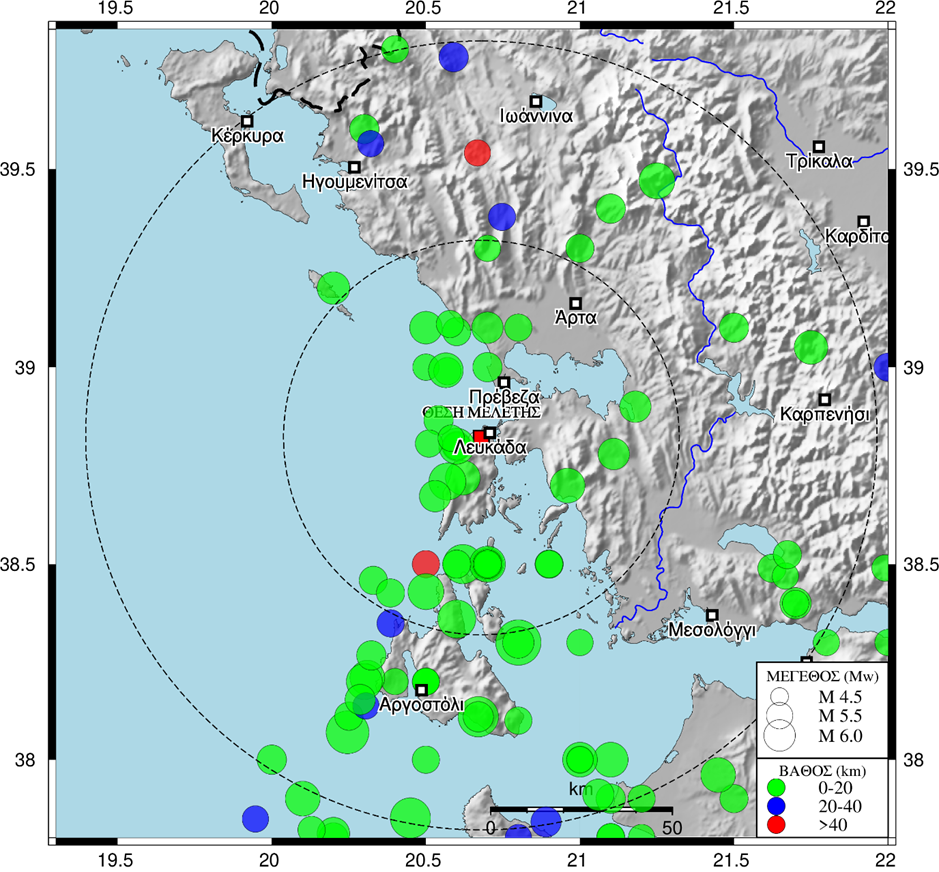 19.5 20 20.5 21 21.5 22
Ιωάννινα
Κέρκυρα
Τρίκαλα
39.5 39.5
Ηγουμενίτσα
Καρδίτσ
Άρτα
39 39
Πρέβεζα
ΘΕΣΗ ΜΕΛΕΤΗΣ
Καρπενήσι
Λευκάδα
38.5 38.5
Μεσολόγγι
ΜΕΓΕΘΟΣ (Mw)
M 4.5
Αργοστόλι
M 5.5
M 6.0
38 38
ΒΑΘΟΣ (km)
km
0-20
20-40
0 50
>40
19.5 20 20.5 21 21.5 22